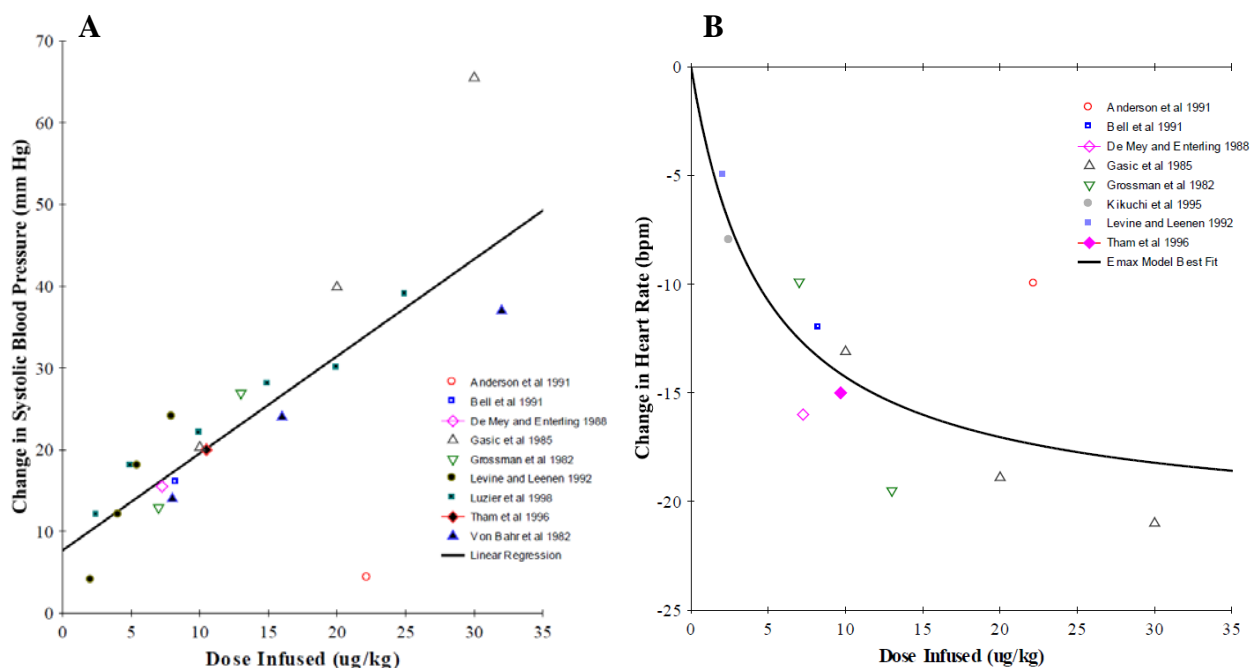 A
Change in Systolic Blood Pressure (mm Hg)
70
60
50
40
30
20
10
0
0 5 10 15 20 25 30 35
Dose Infused (ug/kg)
Anderson et al 1991
Bell et al 1991
De Mey and Enterling 1988
Gasic et al 1985
Grossman et al 1982
Levine and Leenen 1992
Luzier et al 1998
Tham et al 1996
Von Bahr et al 1982
Linear Regression
B
Change in Heart Rate (bpm)
0
-5
-10
-15
-20
-25
0 5 10 15 20 25 30 35
Dose Infused (ug/kg)
Anderson et al 1991
Bell et al 1991
De Mey and Enterling 1988
Gasic et al 1985
Grossman et al 1982
Kikuchi et al 1995
Levine and Leenen 1992
Tham et al 1996
Emax Model Best Fit